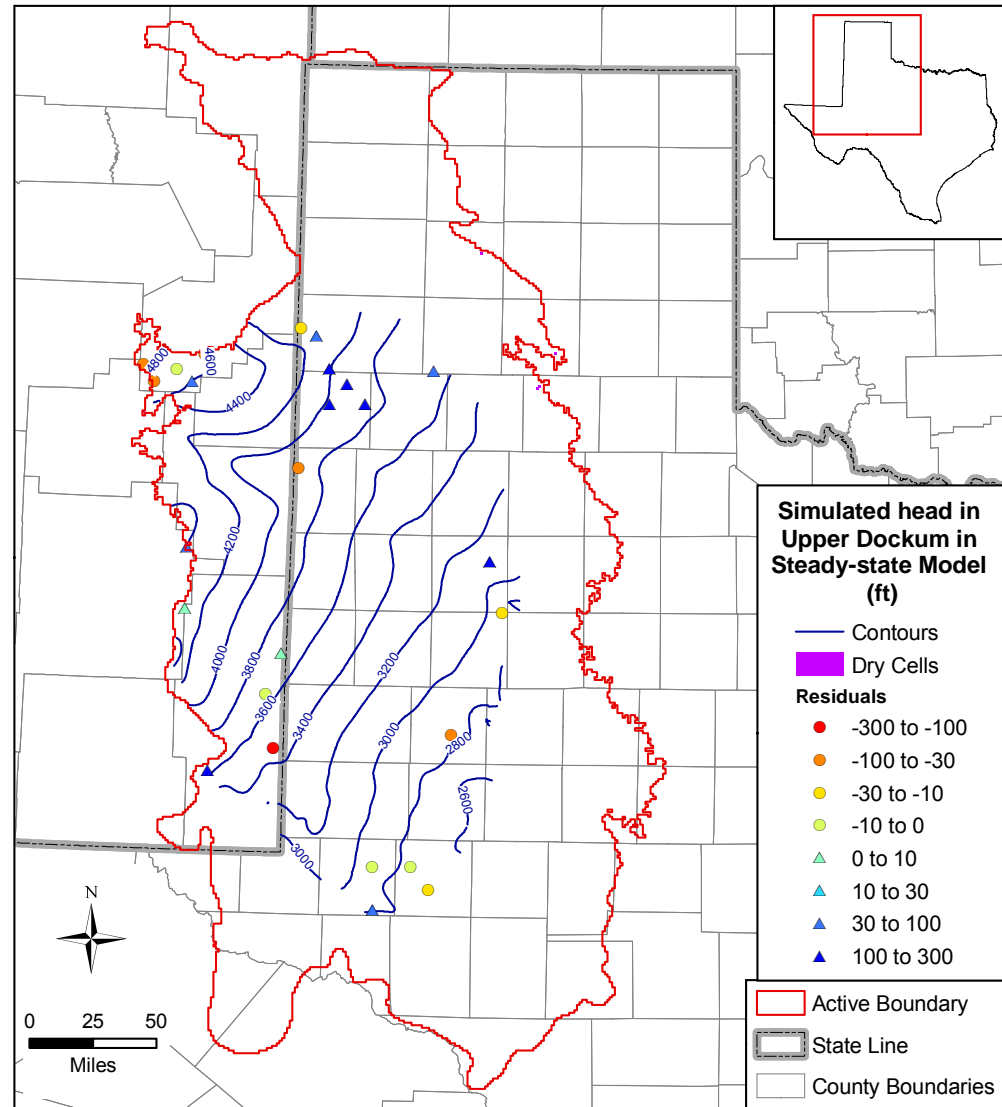 4800
4600
4400
4200
4000
3800
3600
3400
3200
3000
2800
2600
3000
N
0 25 50
Miles
Simulated head in
Upper Dockum in
Steady-state Model
(ft)
Contours
Dry Cells
Residuals
-300 to -100
-100 to -30
-30 to -10
-10 to 0
0 to 10
10 to 30
30 to 100
100 to 300
Active Boundary
State Line
County Boundaries